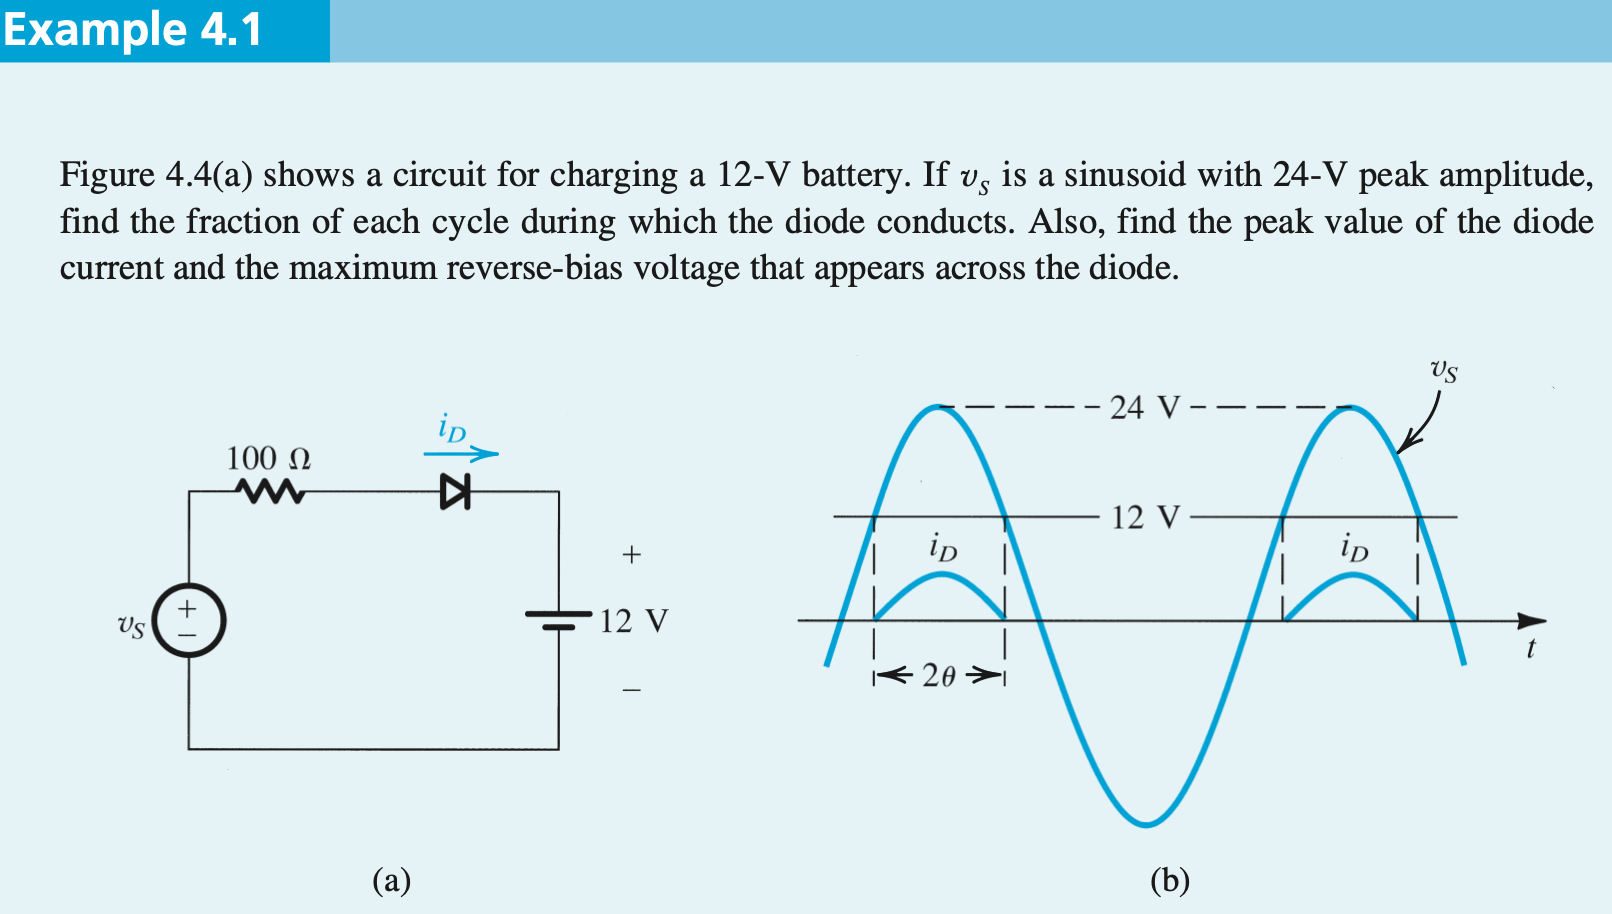 Example 4.1
Figure 4.4(a) shows a circuit for charging a 12-V battery. If v_S is a sinusoid with 24-V peak amplitude,
find the fraction of each cycle during which the diode conducts. Also, find the peak value of the diode
current and the maximum reverse-bias voltage that appears across the diode.
100 Ω
i_D
v_S
+
−
+
12 V
−
(a)
v_S
24 V
12 V
i_D
i_D
2θ
t
(b)